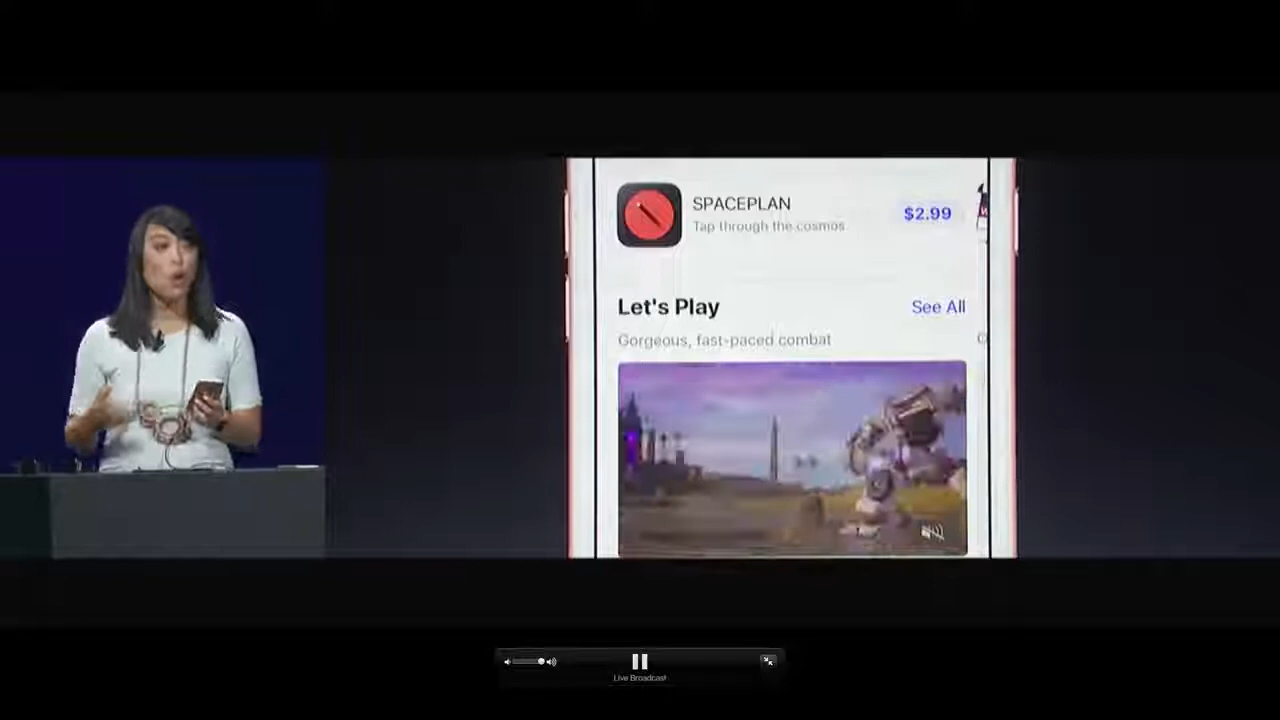 SPACEPLAN
Tap through the cosmos
$2.99
Let's Play
See All
Gorgeous, fast-paced combat
Live Broadcast